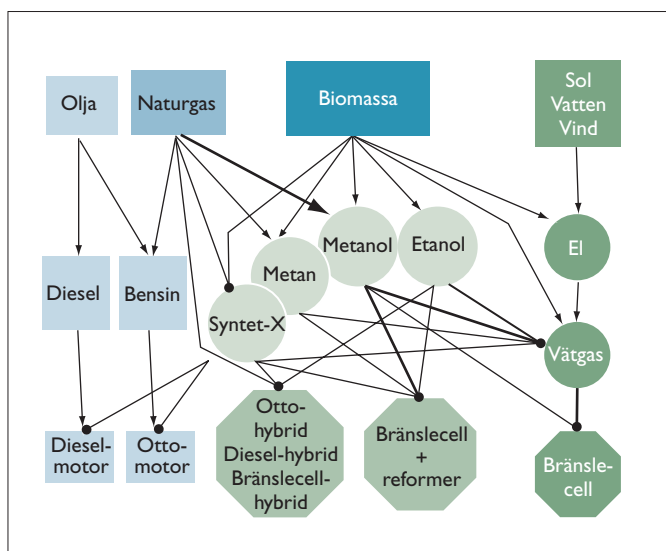 Olja
Naturgas
Biomassa
Sol
Vatten
Vind
Metanol
Etanol
El
Metan
Diesel
Bensin
Syntet-X
Vätgas
Diesel-
motor
Otto-
motor
Otto-
hybrid
Diesel-hybrid
Bränslecell-
hybrid
Bränslecell
+
reformer
Bränsle-
cell